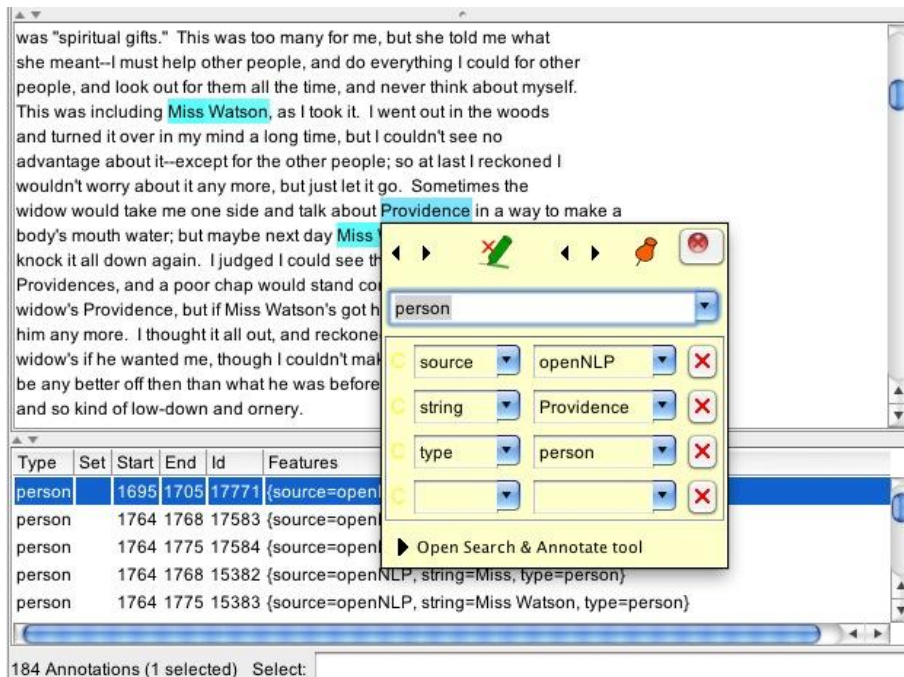 was "spiritual gifts."  This was too many for me, but she told me what
she meant--I must help other people, and do everything I could for other
people, and look out for them all the time, and never think about myself.
This was including Miss Watson, as I took it.  I went out in the woods
and turned it over in my mind a long time, but I couldn't see no
advantage about it--except for the other people; so at last I reckoned I
wouldn't worry about it any more, but just let it go.  Sometimes the
widow would take me one side and talk about Providence in a way to make a
body's mouth water; but maybe next day Miss
knock it all down again.  I judged I could see
Providences, and a poor chap would stand
widow's Providence, but if Miss Watson's got
him any more.  I thought it all out, and
widow's if he wanted me, though I couldn't
be any better off then than what he was before
and so kind of low-down and ornery.
person
source openNLP
string Providence
type person
Open Search & Annotate tool
Type Set Start End Id Features
person 1695 1705 17771
person 1764 1768 17583
person 1764 1775 17584
person 1764 1768 15382 {source=openNLP, string=Miss, type=person}
person 1764 1775 15383 {source=openNLP, string=Miss Watson, type=person}
184 Annotations (1 selected) Select: